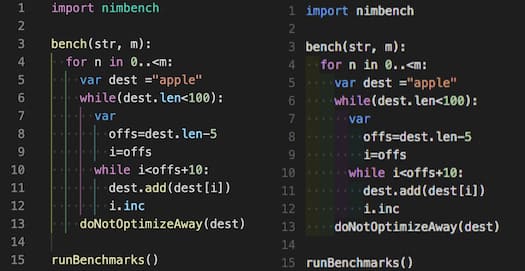 1 import nimbench
2
3 bench(str, m):
4 for n in 0..<m:
5 var dest ="apple"
6 while(dest.len<100):
7 var
8 offs=dest.len-5
9 i=offs
10 while i<offs+10:
11 dest.add(dest[i])
12 i.inc
13 doNotOptimizeAway(dest)
14
15 runBenchmarks()
1 import nimbench
2
3 bench(str, m):
4 for n in 0..<m:
5 var dest ="apple"
6 while(dest.len<100):
7 var
8 offs=dest.len-5
9 i=offs
10 while i<offs+10:
11 dest.add(dest[i])
12 i.inc
13 doNotOptimizeAway(dest)
14
15 runBenchmarks()